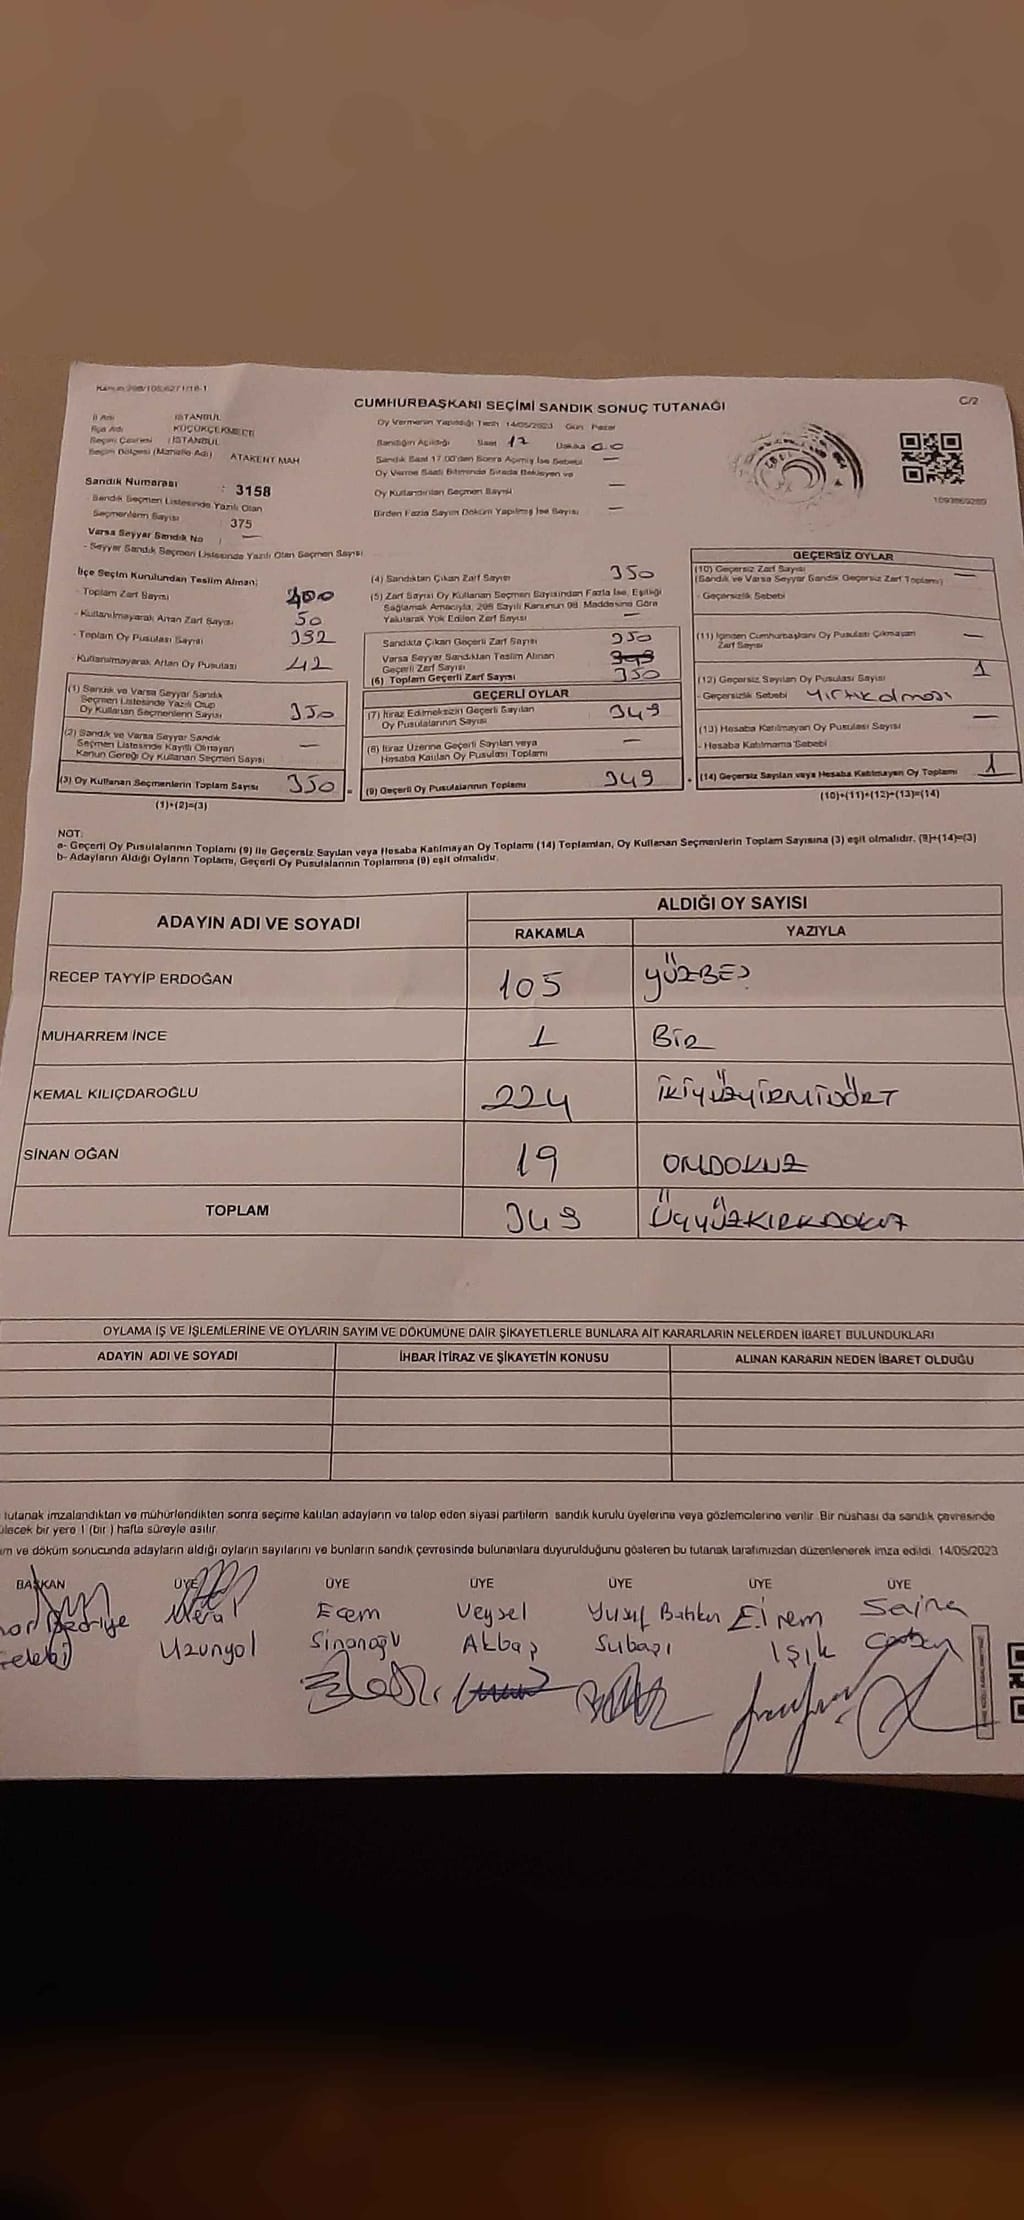 Kanun:298/105,6271/18-1
C/2
CUMHURBAŞKANI SEÇİMİ SANDIK SONUÇ TUTANAĞI
İl Adı : İSTANBUL
İlçe Adı : KÜÇÜKÇEKMECE
Seçim Çevresi : İSTANBUL
Seçim Bölgesi (Mahalle Adı) ATAKENT MAH
Sandık Numarası : 3158
- Sandık Seçmen Listesinde Yazılı Olan
Seçmenlerin Sayısı : 375
Varsa Seyyar Sandık No : —
- Seyyar Sandık Seçmen Listesinde Yazılı Olan Seçmen Sayısı
Oy Vermenin Yapıldığı Tarih 14/05/2023 Gün Pazar
Sandığın Açıldığı Saat 17 Dakika 00
Sandık Saat 17:00'den Sonra Açılmış İse Sebebi —
Oy Verme Saati Bitiminde Sırada Bekleyen ve
Oy Kullandırılan Seçmen Sayısı —
Birden Fazla Sayım Döküm Yapılmış İse Sayısı —
1093869289
İlçe Seçim Kurulundan Teslim Alınan;
- Toplam Zarf Sayısı 400
- Kullanılmayarak Artan Zarf Sayısı 50
- Toplam Oy Pusulası Sayısı 392
- Kullanılmayarak Artan Oy Pusulası 42
(1) Sandık ve Varsa Seyyar Sandık
Seçmen Listesinde Yazılı Olup
Oy Kullanan Seçmenlerin Sayısı 350
(2) Sandık ve Varsa Seyyar Sandık
Seçmen Listesinde Kayıtlı Olmayan
Kanun Gereği Oy Kullanan Seçmen Sayısı —
(3) Oy Kullanan Seçmenlerin Toplam Sayısı 350
(1)+(2)=(3)
(4) Sandıktan Çıkan Zarf Sayısı 350
(5) Zarf Sayısı Oy Kullanan Seçmen Sayısından Fazla İse, Eşitliği
Sağlamak Amacıyla, 298 Sayılı Kanunun 98. Maddesine Göre
Yakılarak Yok Edilen Zarf Sayısı —
Sandıkta Çıkan Geçerli Zarf Sayısı 350
Varsa Seyyar Sandıktan Teslim Alınan
Geçerli Zarf Sayısı 349
(6) Toplam Geçerli Zarf Sayısı 350
GEÇERLİ OYLAR
(7) İtiraz Edilmeksizin Geçerli Sayılan
Oy Pusulalarının Sayısı 349
(8) İtiraz Üzerine Geçerli Sayılan veya
Hesaba Katılan Oy Pusulası Toplamı —
= (9) Geçerli Oy Pusulalarının Toplamı 349
GEÇERSİZ OYLAR
(10) Geçersiz Zarf Sayısı —
(Sandık ve Varsa Seyyar Sandık Geçersiz Zarf Toplamı)
- Geçersizlik Sebebi
(11) İçinden Cumhurbaşkanı Oy Pusulası Çıkmayan
Zarf Sayısı —
(12) Geçersiz Sayılan Oy Pusulası Sayısı 1
- Geçersizlik Sebebi Yırtık olması
(13) Hesaba Katılmayan Oy Pusulası Sayısı —
- Hesaba Katılmama Sebebi
+ (14) Geçersiz Sayılan veya Hesaba Katılmayan Oy Toplamı 1
(10)+(11)+(12)+(13)=(14)
NOT:
a- Geçerli Oy Pusulalarının Toplamı (9) ile Geçersiz Sayılan veya Hesaba Katılmayan Oy Toplamı (14) Toplamları, Oy Kullanan Seçmenlerin Toplam Sayısına (3) eşit olmalıdır. (9)+(14)=(3)
b- Adayların Aldığı Oyların Toplamı, Geçerli Oy Pusulalarının Toplamına (9) eşit olmalıdır.
ADAYIN ADI VE SOYADI
ALDIĞI OY SAYISI
RAKAMLA YAZIYLA
RECEP TAYYİP ERDOĞAN 105 YÜZBEŞ
MUHARREM İNCE 1 BİR
KEMAL KILIÇDAROĞLU 224 İKİYÜZYİRMİDÖRT
SİNAN OĞAN 19 ONDOKUZ
TOPLAM 349 ÜÇYÜZKIRKDOKUZ
OYLAMA İŞ VE İŞLEMLERİNE VE OYLARIN SAYIM VE DÖKÜMÜNE DAİR ŞİKAYETLERLE BUNLARA AİT KARARLARIN NELERDEN İBARET BULUNDUKLARI
ADAYIN ADI VE SOYADI İHBAR İTİRAZ VE ŞİKAYETİN KONUSU ALINAN KARARIN NEDEN İBARET OLDUĞU
tutanak imzalandıktan ve mühürlendikten sonra seçime katılan adayların ve talep eden siyasi partilerin sandık kurulu üyelerine veya gözlemcilerine verilir. Bir nüshası da sandık çevresinde
ilecek bir yere 1 (bir) hafta süreyle asılır.
ım ve döküm sonucunda adayların aldığı oyların sayılarını ve bunların sandık çevresinde bulunanlara duyurulduğunu gösteren bu tutanak tarafımızdan düzenlenerek imza edildi. 14/05/2023
BAŞKAN ÜYE ÜYE ÜYE ÜYE ÜYE ÜYE
Bedriye Meral Ecem Veysel Yusuf Batıkan Elirem
Çelebi Uzunyol Sinanoğlu Akbaş Subaşı Işık